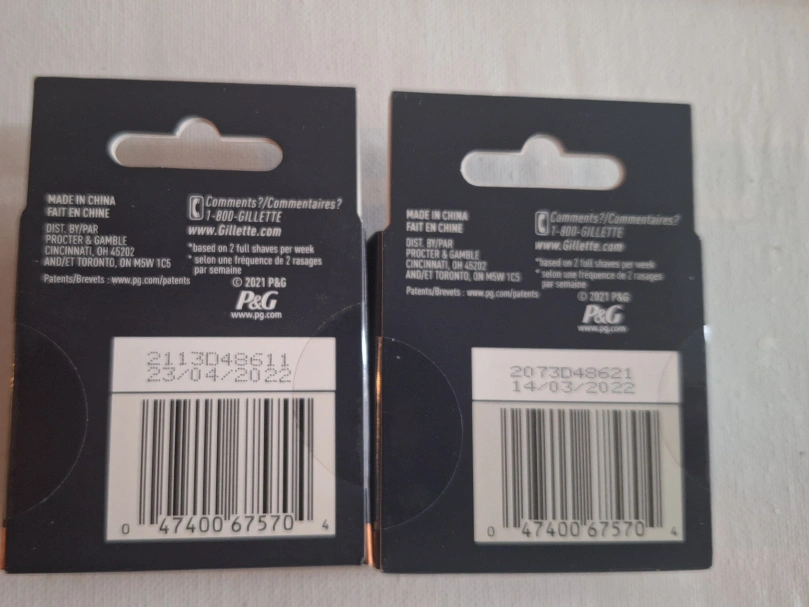 MADE IN CHINA
FAIT EN CHINE
DIST. BY/PAR
PROCTER & GAMBLE
CINCINNATI, OH 45202
AND/ET TORONTO, ON M5W 1C5
Patents/Brevets : www.pg.com/patents
Comments?/Commentaires?
1-800-GILLETTE
www.Gillette.com
*based on 2 full shaves per week
* selon une fréquence de 2 rasages
par semaine
© 2021 P&G
P&G
www.pg.com
2113D48611
23/04/2022
0 47400 67570 4
MADE IN CHINA
FAIT EN CHINE
DIST. BY/PAR
PROCTER & GAMBLE
CINCINNATI, OH 45202
AND/ET TORONTO, ON M5W 1C5
Patents/Brevets : www.pg.com/patents
Comments?/Commentaires?
1-800-GILLETTE
www.Gillette.com
*based on 2 full shaves per week
* selon une fréquence de 2 rasages
par semaine
© 2021 P&G
P&G
www.pg.com
2073D48621
14/03/2022
0 47400 67570 4